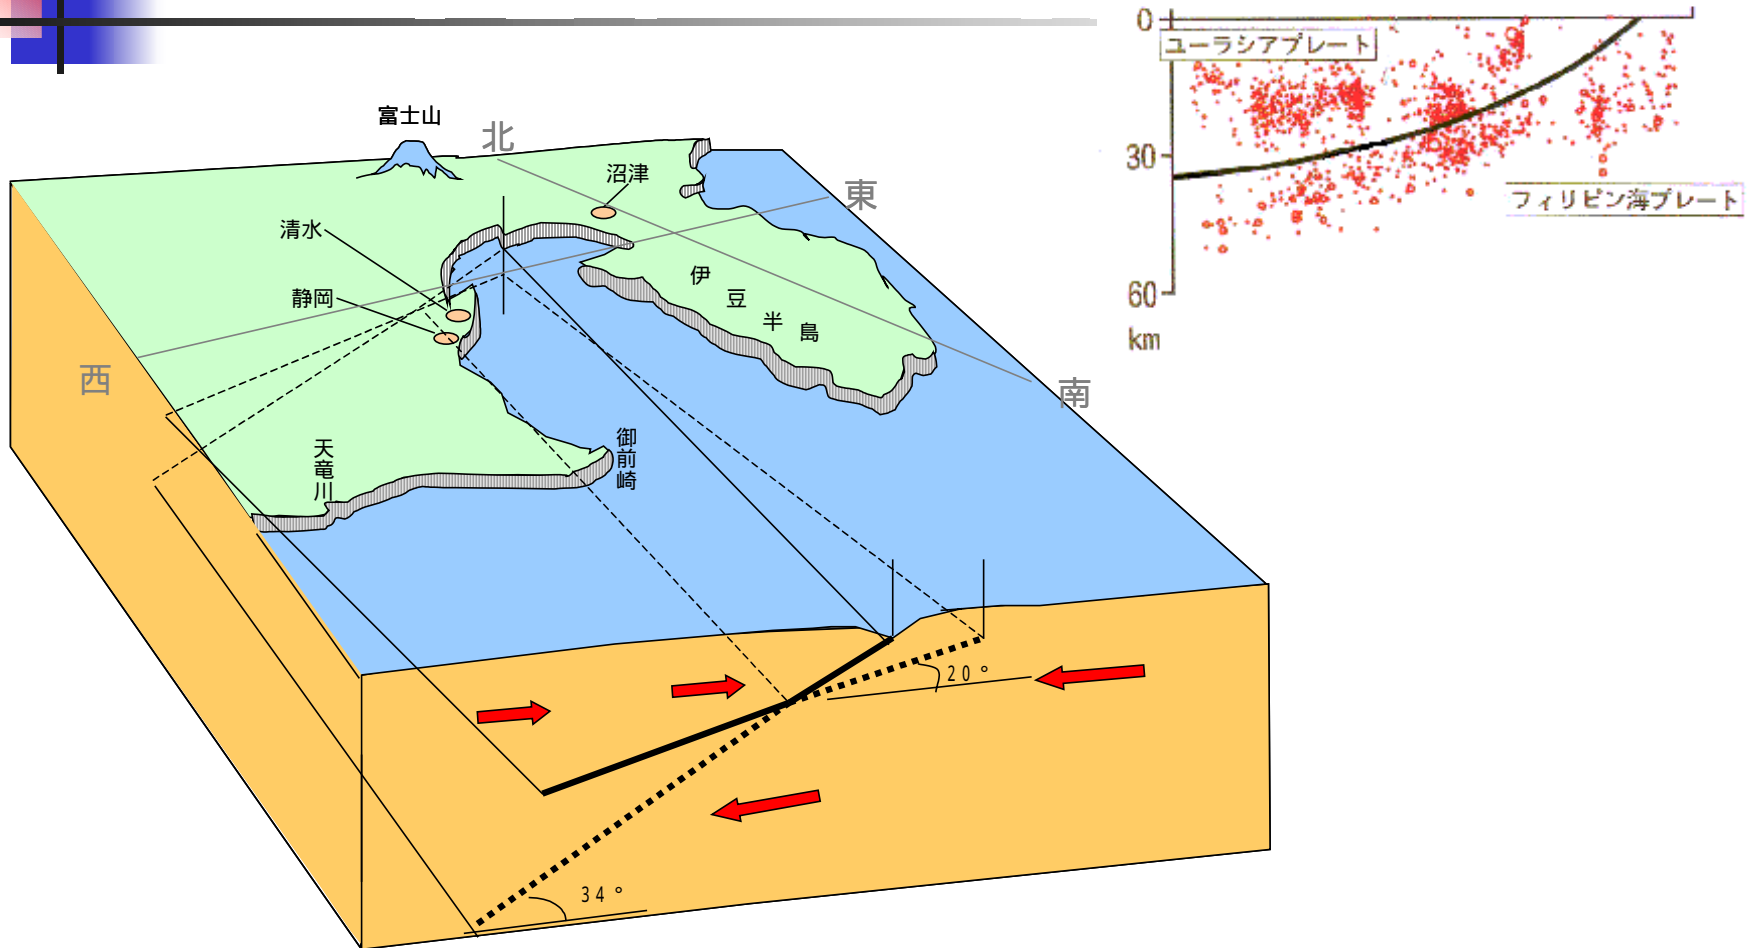 0
ユーラシアプレート
30
フィリピン海プレート
60
km
富士山
北
沼津
東
清水
伊豆半島
静岡
西
南
天竜川
御前崎
20°
34°